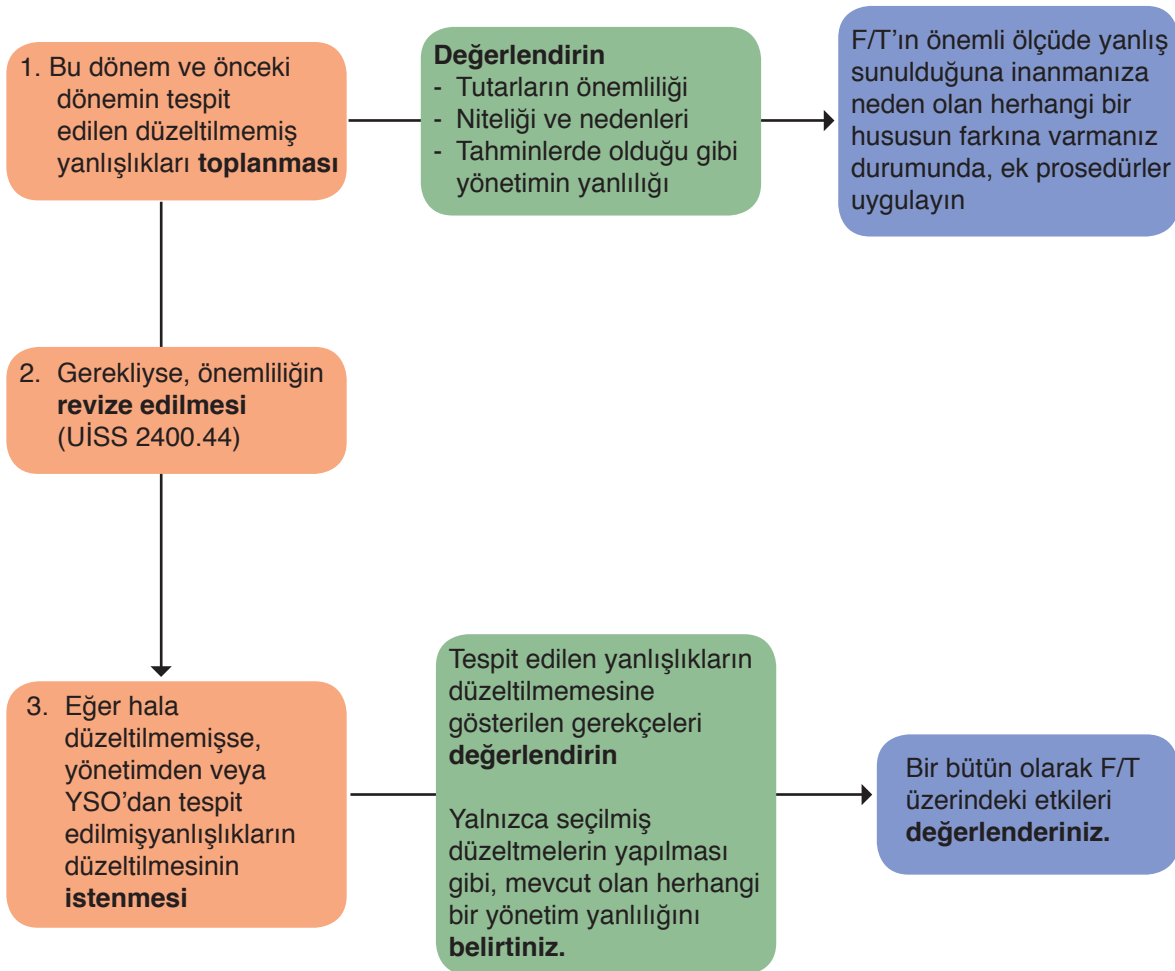 1. Bu dönem ve önceki
dönemin tespit
edilen düzeltilmemiş
yanlışlıkları toplanması
Değerlendirin
- Tutarların önemliliği
- Niteliği ve nedenleri
- Tahminlerde olduğu gibi
yönetimin yanlılığı
F/T’ın önemli ölçüde yanlış
sunulduğuna inanmanıza
neden olan herhangi bir
hususun farkına varmanız
durumunda, ek prosedürler
uygulayın
2. Gerekliyse, önemliliğin
revize edilmesi
(UİSS 2400.44)
3. Eğer hala
düzeltilmemişse,
yönetimden veya
YSO’dan tespit
edilmişyanlışlıkların
düzeltilmesinin
istenmesi
Tespit edilen yanlışlıkların
düzeltilmemesine
gösterilen gerekçeleri
değerlendirin
Yalnızca seçilmiş
düzeltmelerin yapılması
gibi, mevcut olan herhangi
bir yönetim yanlılığını
belirtiniz.
Bir bütün olarak F/T
üzerindeki etkileri
değerlenderiniz.